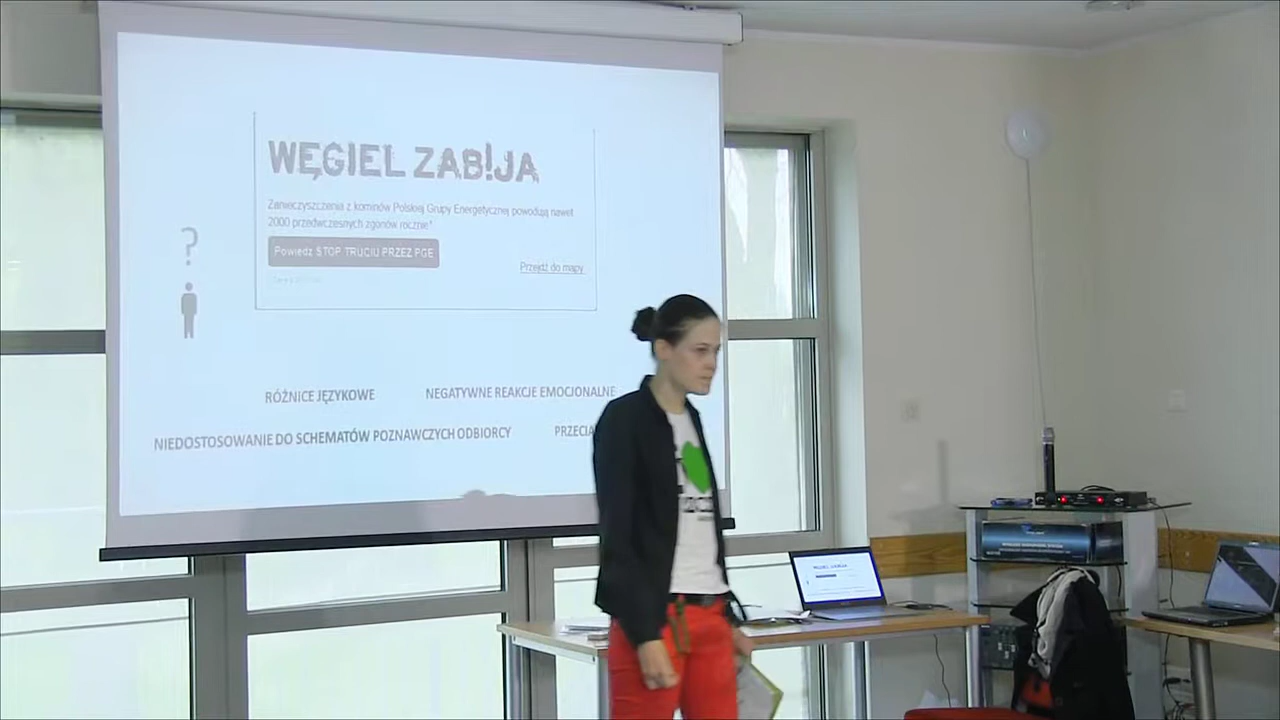 WĘGIEL ZAB!JA
Zanieczyszczenia z kominów Polskiej Grupy Energetycznej powodują nawet
2000 przedwczesnych zgonów rocznie*
Powiedz STOP TRUCIU PRZEZ PGE
Przejdź do mapy
?
RÓŻNICE JĘZYKOWE NEGATYWNE REAKCJE EMOCJONALNE
NIEDOSTOSOWANIE DO SCHEMATÓW POZNAWCZYCH ODBIORCY